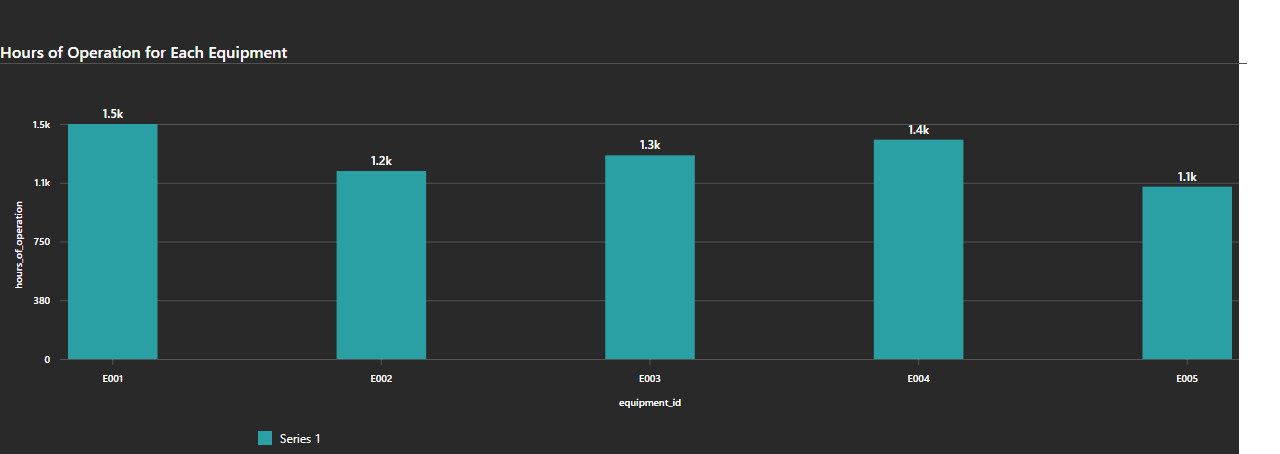 Hours of Operation for Each Equipment
1.5k
1.2k
1.3k
1.4k
1.1k
1.5k
1.1k
750
380
0
hours_of_operation
E001 E002 E003 E004 E005
equipment_id
Series 1